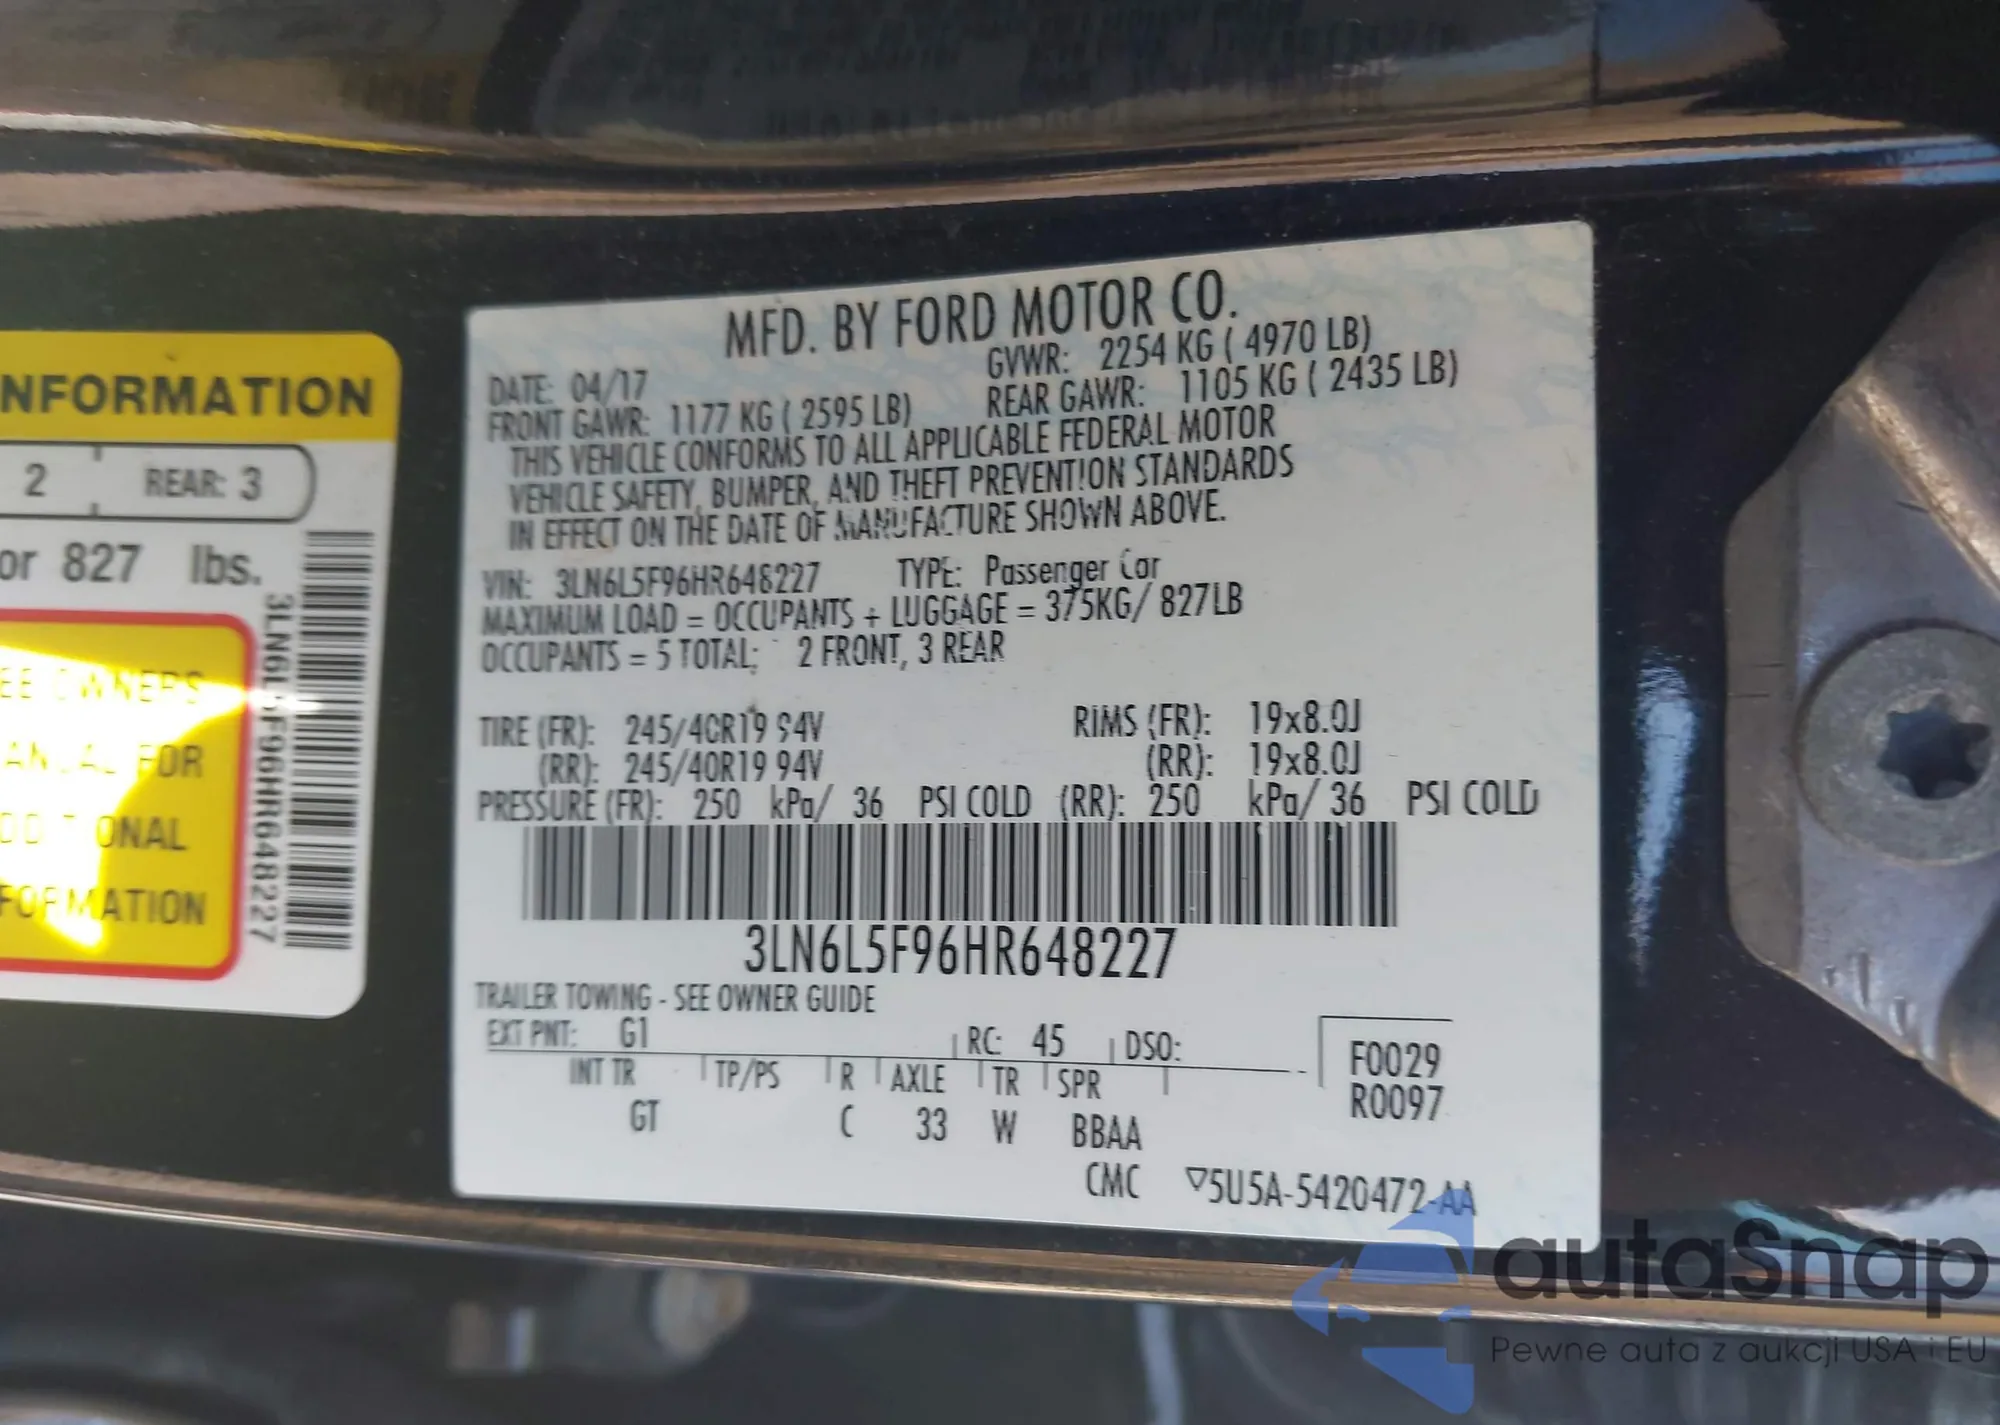 NFORMATION
2 REAR: 3
or 827 lbs.
EE OWNERS
ANUAL FOR
DDITIONAL
FORMATION
3LN6L5F96HR648227
MFD. BY FORD MOTOR CO.
DATE: 04/17 GVWR: 2254 KG ( 4970 LB)
FRONT GAWR: 1177 KG ( 2595 LB) REAR GAWR: 1105 KG ( 2435 LB)
THIS VEHICLE CONFORMS TO ALL APPLICABLE FEDERAL MOTOR
VEHICLE SAFETY, BUMPER, AND THEFT PREVENTION STANDARDS
IN EFFECT ON THE DATE OF MANUFACTURE SHOWN ABOVE.
VIN: 3LN6L5F96HR648227 TYPE: Passenger Car
MAXIMUM LOAD = OCCUPANTS + LUGGAGE = 375KG/ 827LB
OCCUPANTS = 5 TOTAL; 2 FRONT, 3 REAR
TIRE (FR): 245/40R19 94V RIMS (FR): 19x8.0J
(RR): 245/40R19 94V (RR): 19x8.0J
PRESSURE (FR): 250 kPa/ 36 PSI COLD (RR): 250 kPa/ 36 PSI COLD
3LN6L5F96HR648227
TRAILER TOWING - SEE OWNER GUIDE
EXT PNT: G1 RC: 45 DSO:
INT TR TP/PS R AXLE TR SPR
GT C 33 W BBAA
F0029
R0097
CMC ▽5U5A-5420472-AA
autaSnap
Pewne auta z aukcji USA i EU